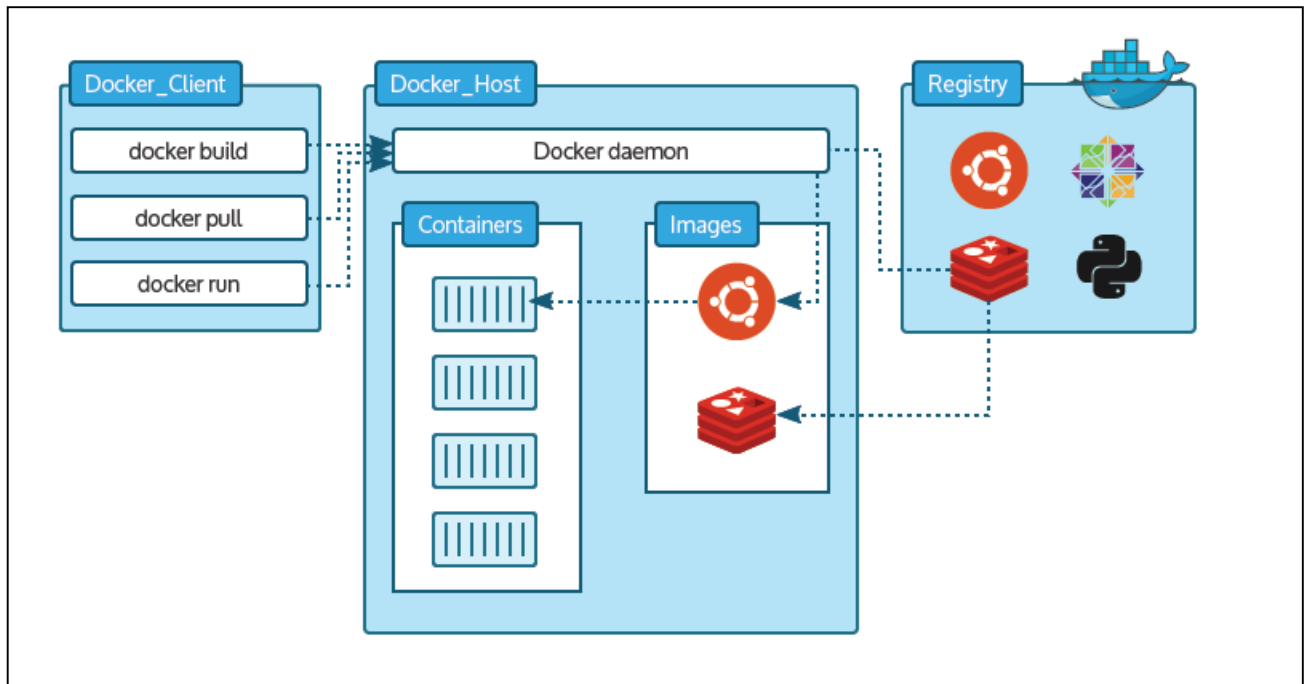 Docker_Client
docker build
docker pull
docker run
Docker_Host
Docker daemon
Containers
Images
Registry